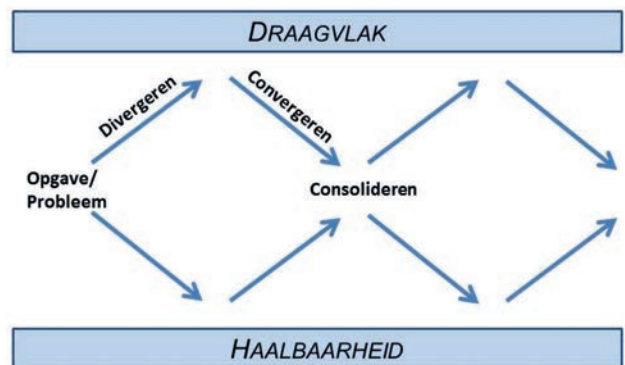 DRAAGVLAK
Divergeren
Convergeren
Opgave/
Probleem
Consolideren
HAALBAARHEID